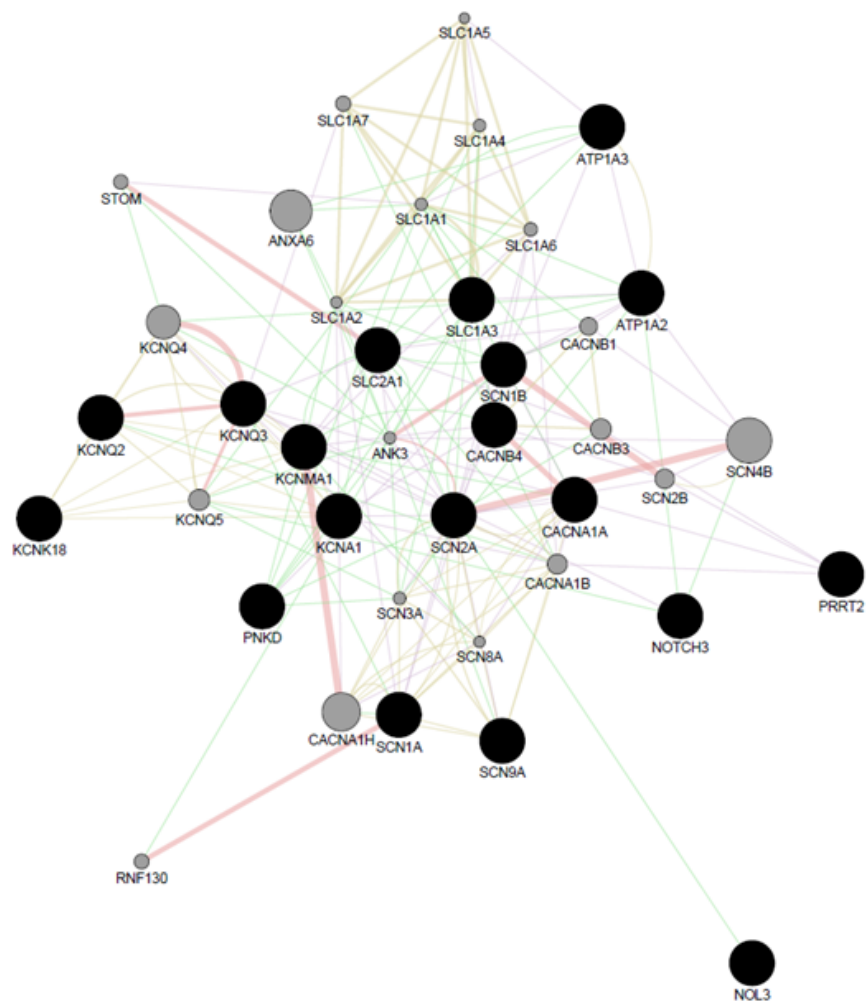 SLC1A5
SLC1A7
SLC1A4
ATP1A3
STOM
SLC1A1
ANXA6
SLC1A6
SLC1A2
SLC1A3
ATP1A2
KCNQ4
CACNB1
SLC2A1
SCN1B
KCNQ2
KCNQ3
ANK3
CACNB4
CACNB3
SCN4B
KCNMA1
SCN2B
KCNQ5
KCNK18
KCNA1
SCN2A
CACNA1A
CACNA1B
PRRT2
SCN3A
PNKD
NOTCH3
SCN8A
CACNA1H
SCN1A
SCN9A
RNF130
NOL3